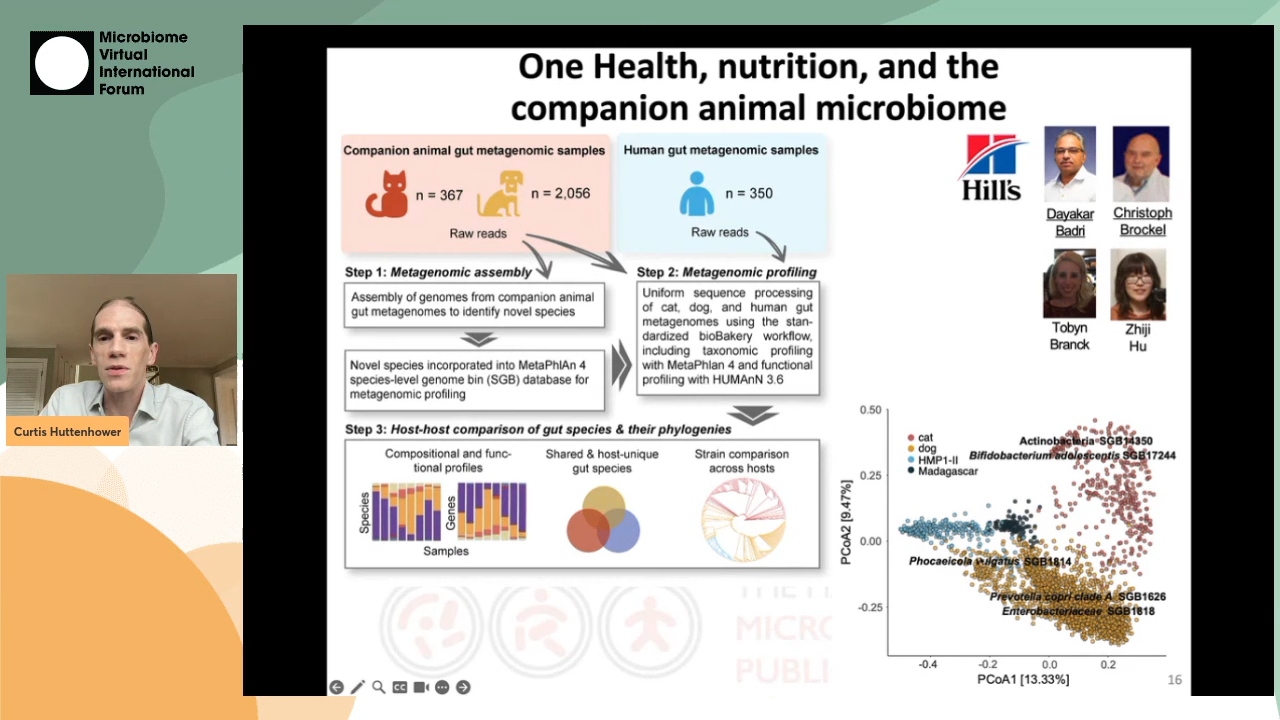 Microbiome
Virtual
International
Forum
Curtis Huttenhower
One Health, nutrition, and the
companion animal microbiome
Companion animal gut metagenomic samples
n = 367
n = 2,056
Raw reads
Human gut metagenomic samples
n = 350
Raw reads
Step 1: Metagenomic assembly
Assembly of genomes from companion animal
gut metagenomes to identify novel species
Novel species incorporated into MetaPhlAn 4
species-level genome bin (SGB) database for
metagenomic profiling
Step 2: Metagenomic profiling
Uniform sequence processing
of cat, dog, and human gut
metagenomes using the stan-
dardized bioBakery workflow,
including taxonomic profiling
with MetaPhlan 4 and functional
profiling with HUMAnN 3.6
Step 3: Host-host comparison of gut species & their phylogenies
Compositional and func-
tional profiles
Species
Genes
Samples
Shared & host-unique
gut species
Strain comparison
across hosts
Hill's
Dayakar
Badri
Christoph
Brockel
Tobyn
Branck
Zhiji
Hu
0.50
0.25
0.00
-0.25
PCoA2 [9.47%]
cat
dog
HMP1-II
Madagascar
Actinobacteria SGB14350
Bifidobacterium adolescentis SGB17244
Phocaeicola vulgatus SGB1814
Prevotella copri clade A SGB1626
Enterobacteriaceae SGB1818
-0.4
-0.2
0.0
0.2
PCoA1 [13.33%]
MICRO
PUBLI
CC
16